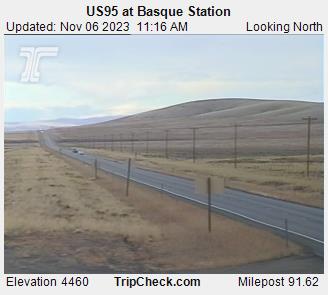 US95 at Basque Station
Updated: Nov 06 2023 11:16 AM
Looking North
Elevation 4460
TripCheck.com
Milepost 91.62